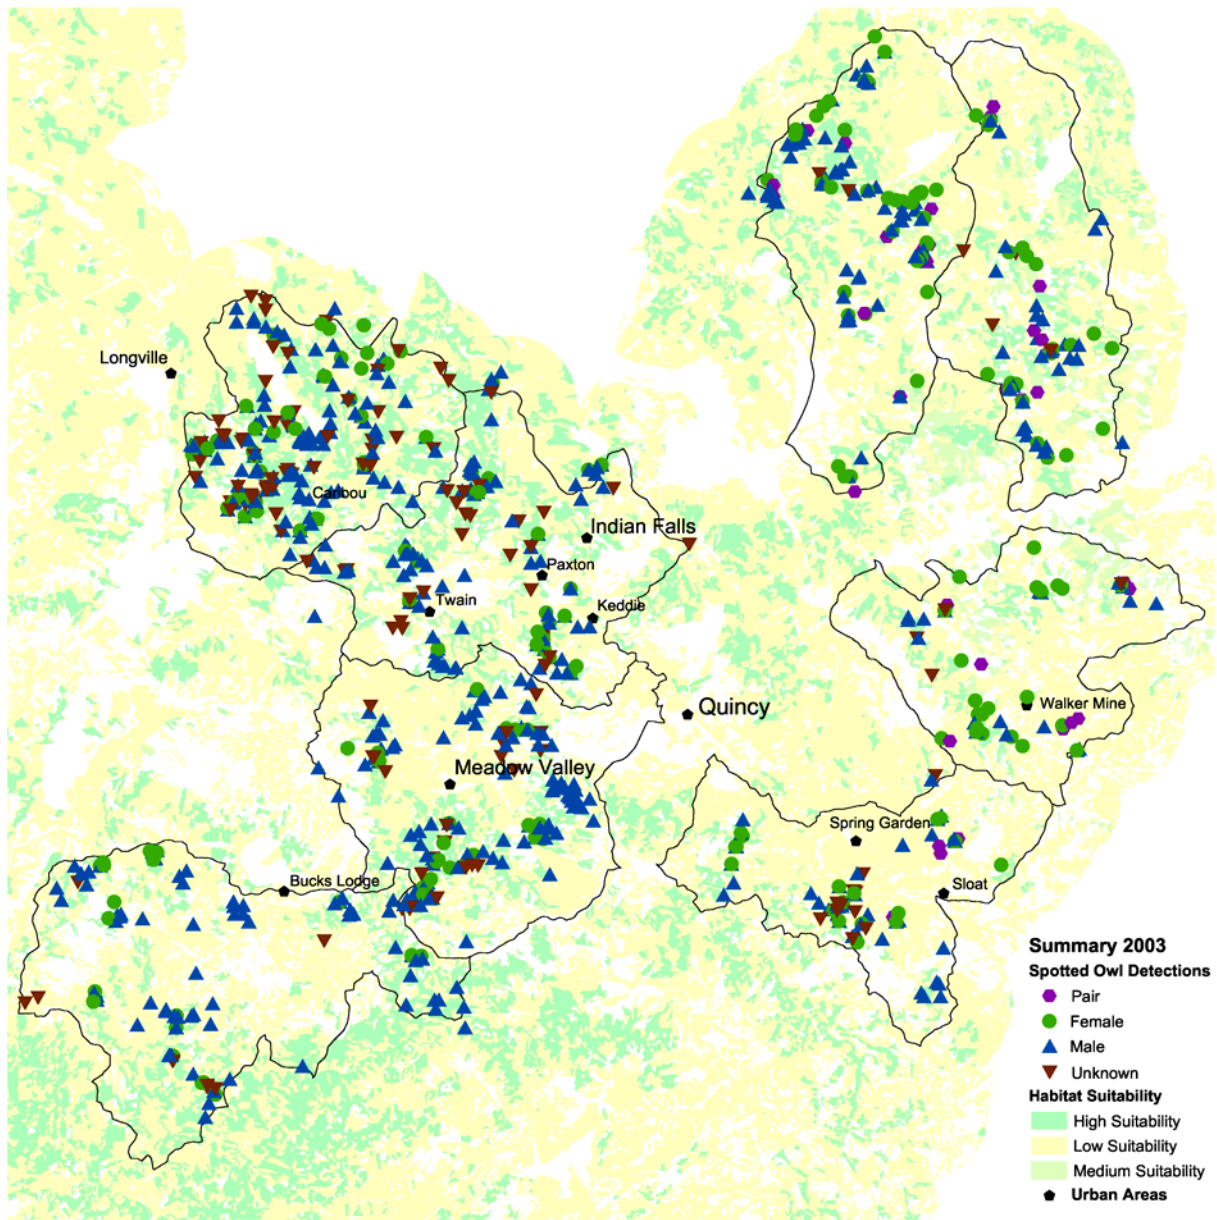 Longville
Caribou
Indian Falls
Paxton
Twain
Keddie
Quincy
Walker Mine
Meadow Valley
Spring Garden
Bucks Lodge
Sloat
Summary 2003
Spotted Owl Detections
Pair
Female
Male
Unknown
Habitat Suitability
High Suitability
Low Suitability
Medium Suitability
Urban Areas